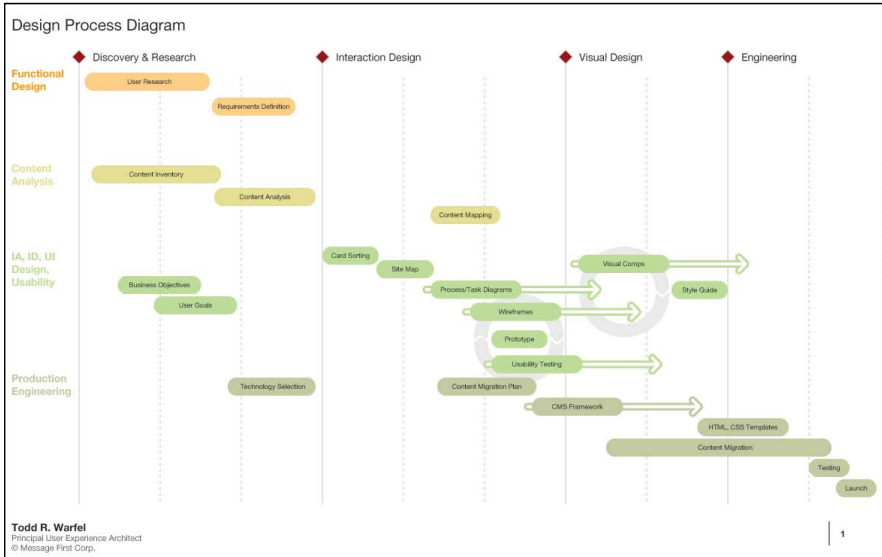 Design Process Diagram
Discovery & Research
Interaction Design
Visual Design
Engineering
Functional
Design
User Research
Requirements Definition
Content
Analysis
Content Inventory
Content Analysis
Content Mapping
IA, ID, UI
Design,
Usability
Card Sorting
Site Map
Visual Comps
Business Objectives
Process/Task Diagrams
Style Guide
User Goals
Wireframes
Prototype
Usability Testing
Production
Engineering
Technology Selection
Content Migration Plan
CMS Framework
HTML, CSS Templates
Content Migration
Testing
Launch
Todd R. Warfel
Principal User Experience Architect
© Message First Corp.
1